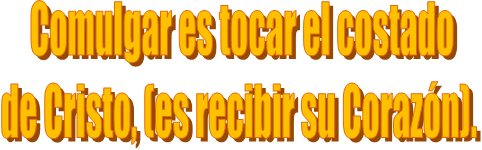 Comulgar es tocar el costado
de Cristo, (es recibir su Corazón).